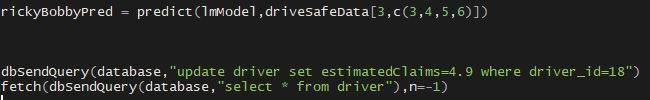 rickyBobbyPred = predict(lmModel,driveSafeData[3,c(3,4,5,6)])
dbSendQuery(database,"update driver set estimatedClaims=4.9 where driver_id=18")
fetch(dbSendQuery(database,"select * from driver"),n=-1)